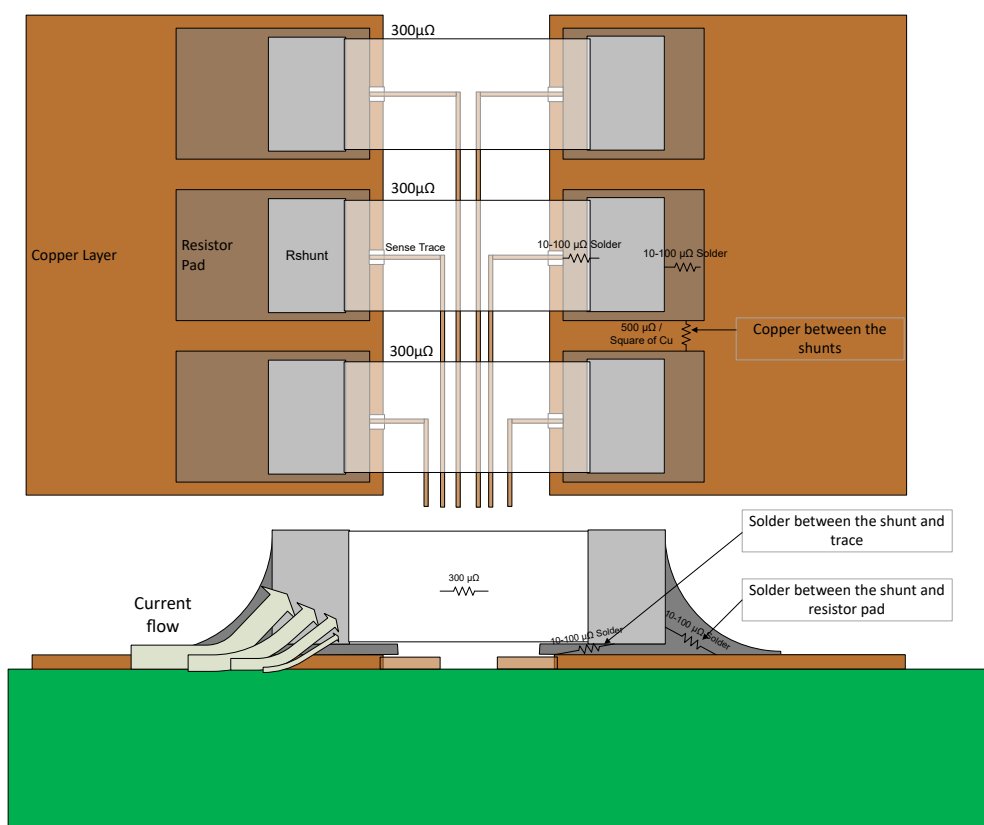 300µΩ
300µΩ
Copper Layer
Resistor
Pad
Rshunt
Sense Trace
10-100 µΩ Solder
10-100 µΩ Solder
500 µΩ /
Square of Cu
Copper between the
shunts
300µΩ
Solder between the shunt and
trace
300 µΩ
Solder between the shunt and
resistor pad
Current
flow
10-100 µΩ Solder
10-100 µΩ Solder